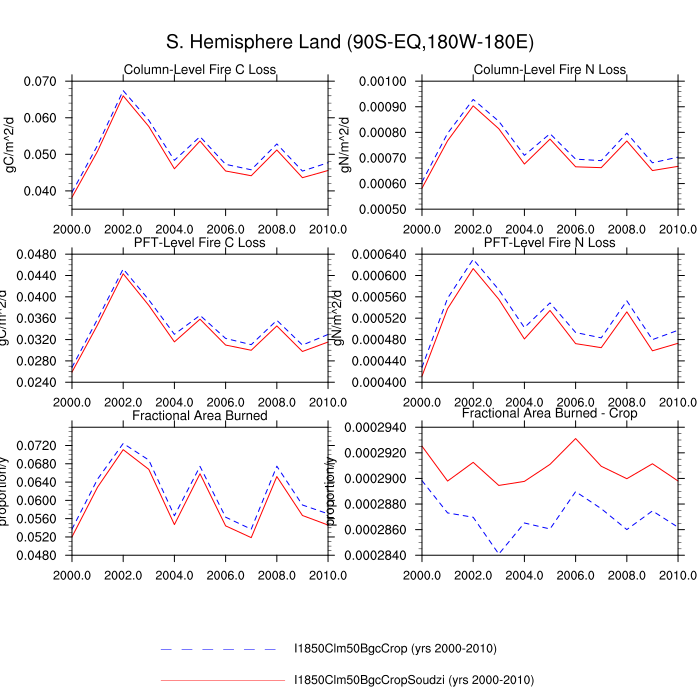 S. Hemisphere Land (90S-EQ,180W-180E)
Column-Level Fire C Loss
gC/m^2/d
0.070
0.060
0.050
0.040
2000.0 2002.0 2004.0 2006.0 2008.0 2010.0
Column-Level Fire N Loss
gN/m^2/d
0.00100
0.00090
0.00080
0.00070
0.00060
0.00050
2000.0 2002.0 2004.0 2006.0 2008.0 2010.0
PFT-Level Fire C Loss
gC/m^2/d
0.0480
0.0440
0.0400
0.0360
0.0320
0.0280
0.0240
2000.0 2002.0 2004.0 2006.0 2008.0 2010.0
PFT-Level Fire N Loss
gN/m^2/d
0.000640
0.000600
0.000560
0.000520
0.000480
0.000440
0.000400
2000.0 2002.0 2004.0 2006.0 2008.0 2010.0
Fractional Area Burned
proportion/y
0.0720
0.0680
0.0640
0.0600
0.0560
0.0520
0.0480
2000.0 2002.0 2004.0 2006.0 2008.0 2010.0
Fractional Area Burned - Crop
proportion/y
0.0002940
0.0002920
0.0002900
0.0002880
0.0002860
0.0002840
2000.0 2002.0 2004.0 2006.0 2008.0 2010.0
I1850Clm50BgcCrop (yrs 2000-2010)
I1850Clm50BgcCropSoudzi (yrs 2000-2010)